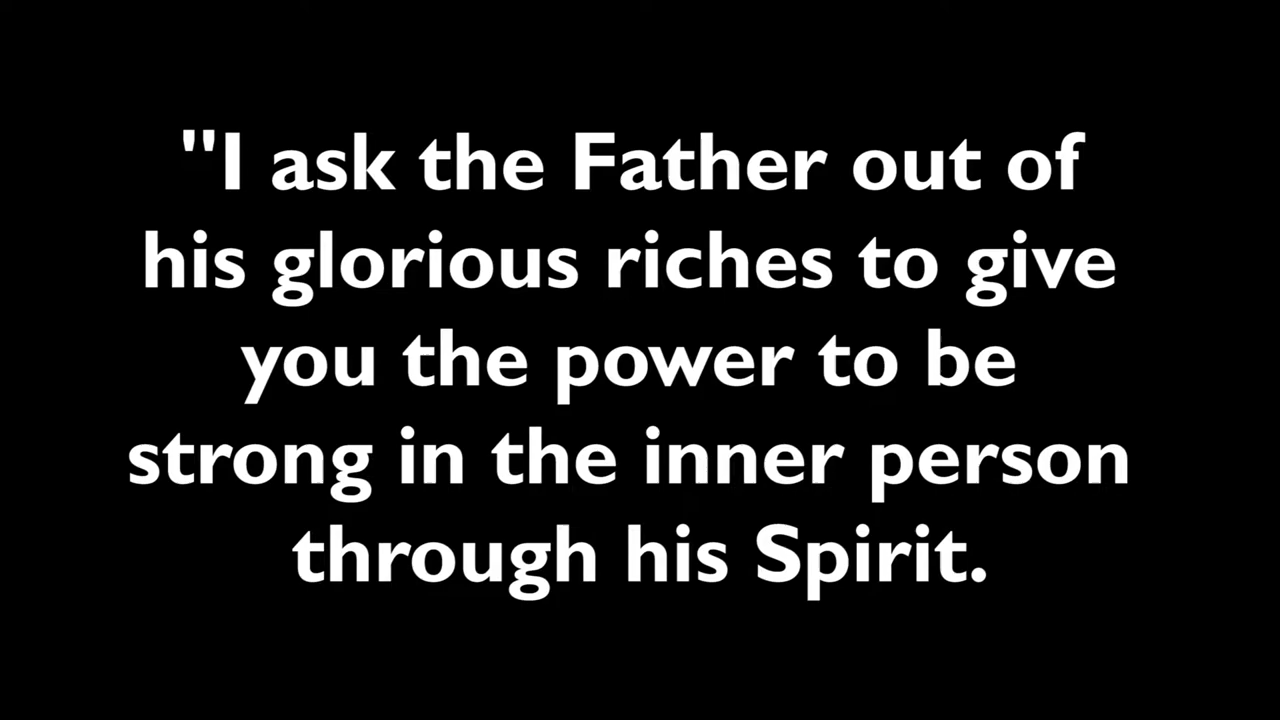 "I ask the Father out of
his glorious riches to give
you the power to be
strong in the inner person
through his Spirit.